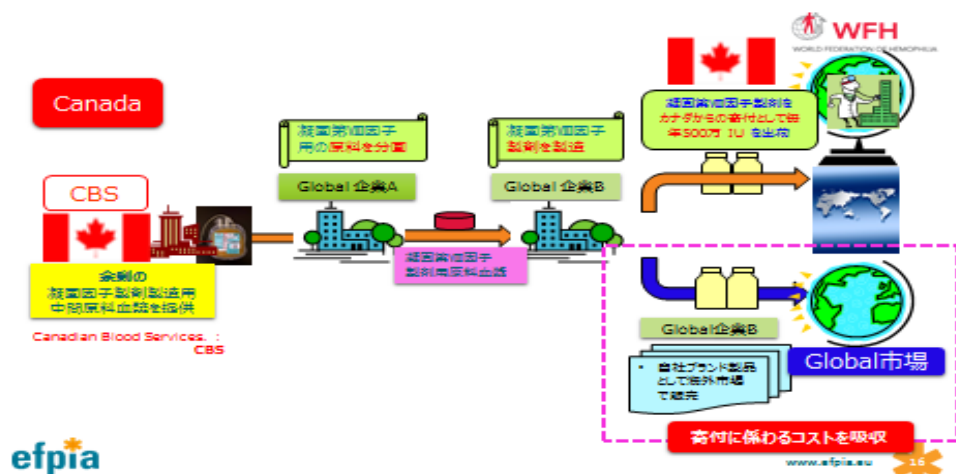 WFH
WORLD FEDERATION OF HEMOPHILIA
Canada
凝固第VIII因子
用の原料を分画
凝固第VIII因子
製剤を製造
凝固第VIII因子製剤を
カナダからの寄付として毎
年500万 IU を出荷
CBS
Global 企業A
Global 企業B
余剰の
凝固因子製剤製造用
中間原料血漿を提供
凝固第VIII因子
製剤用原料血漿
Canadian Blood Services. :
CBS
Global企業B
・ 自社ブランド製品
として海外市場
で販売
Global市場
寄付に係わるコストを吸収
efpia
www.efpia.eu
16